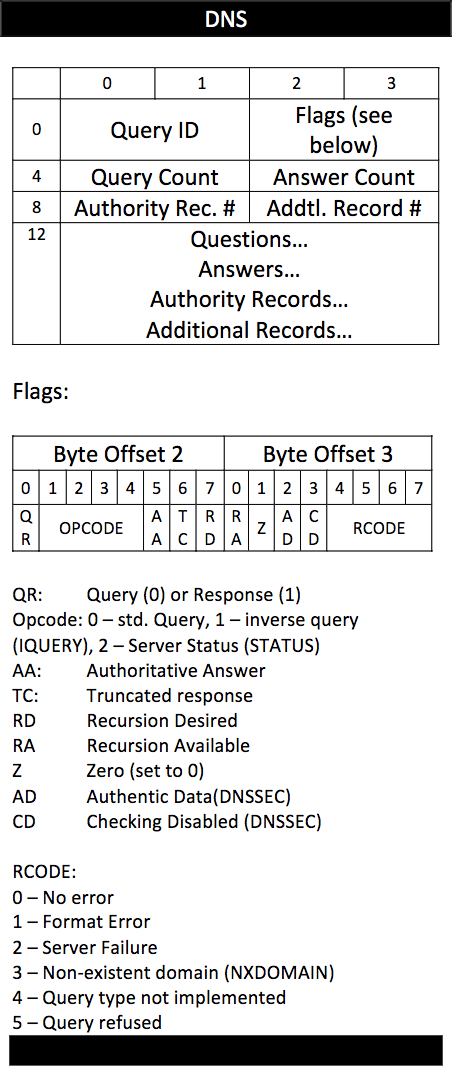 DNS
0 1 2 3
0 Query ID Flags (see
below)
4 Query Count Answer Count
8 Authority Rec. # Addtl. Record #
12 Questions...
Answers...
Authority Records...
Additional Records...
Flags:
Byte Offset 2 Byte Offset 3
0 1 2 3 4 5 6 7 0 1 2 3 4 5 6 7
QR OPCODE AA TC RD RA Z AD CD RCODE
QR: Query (0) or Response (1)
Opcode: 0 – std. Query, 1 – inverse query
(IQUERY), 2 – Server Status (STATUS)
AA: Authoritative Answer
TC: Truncated response
RD Recursion Desired
RA Recursion Available
Z Zero (set to 0)
AD Authentic Data(DNSSEC)
CD Checking Disabled (DNSSEC)
RCODE:
0 – No error
1 – Format Error
2 – Server Failure
3 – Non-existent domain (NXDOMAIN)
4 – Query type not implemented
5 – Query refused